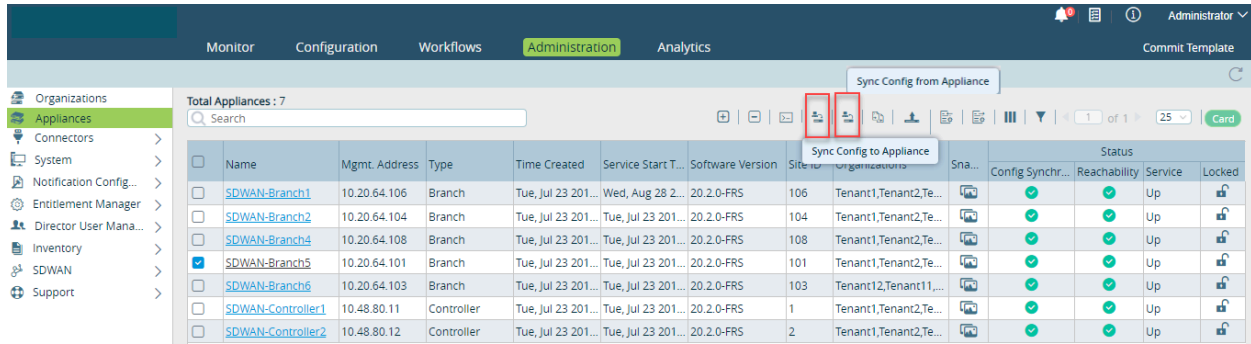 0
Administrator
Monitor Configuration Workflows Administration Analytics Commit Template
Sync Config from Appliance
Organizations
Appliances
Connectors
System
Notification Config...
Entitlement Manager
Director User Mana...
Inventory
SDWAN
Support
Total Appliances : 7
Search
1 of 1 25 Card
Sync Config to Appliance
Status
Name Mgmt. Address Type Time Created Service Start T... Software Version Site ID Organizations Sna... Config Synchr... Reachability Service Locked
SDWAN-Branch1 10.20.64.106 Branch Tue, Jul 23 201... Wed, Aug 28 2... 20.2.0-FRS 106 Tenant1,Tenant2,Te... Up
SDWAN-Branch2 10.20.64.104 Branch Tue, Jul 23 201... Tue, Jul 23 201... 20.2.0-FRS 104 Tenant1,Tenant2,Te... Up
SDWAN-Branch4 10.20.64.108 Branch Tue, Jul 23 201... Tue, Jul 23 201... 20.2.0-FRS 108 Tenant1,Tenant2,Te... Up
SDWAN-Branch5 10.20.64.101 Branch Tue, Jul 23 201... Tue, Jul 23 201... 20.2.0-FRS 101 Tenant1,Tenant2,Te... Up
SDWAN-Branch6 10.20.64.103 Branch Tue, Jul 23 201... Tue, Jul 23 201... 20.2.0-FRS 103 Tenant12,Tenant11,... Up
SDWAN-Controller1 10.48.80.11 Controller Tue, Jul 23 201... Tue, Jul 23 201... 20.2.0-FRS 1 Tenant1,Tenant2,Te... Up
SDWAN-Controller2 10.48.80.12 Controller Tue, Jul 23 201... Tue, Jul 23 201... 20.2.0-FRS 2 Tenant1,Tenant2,Te... Up